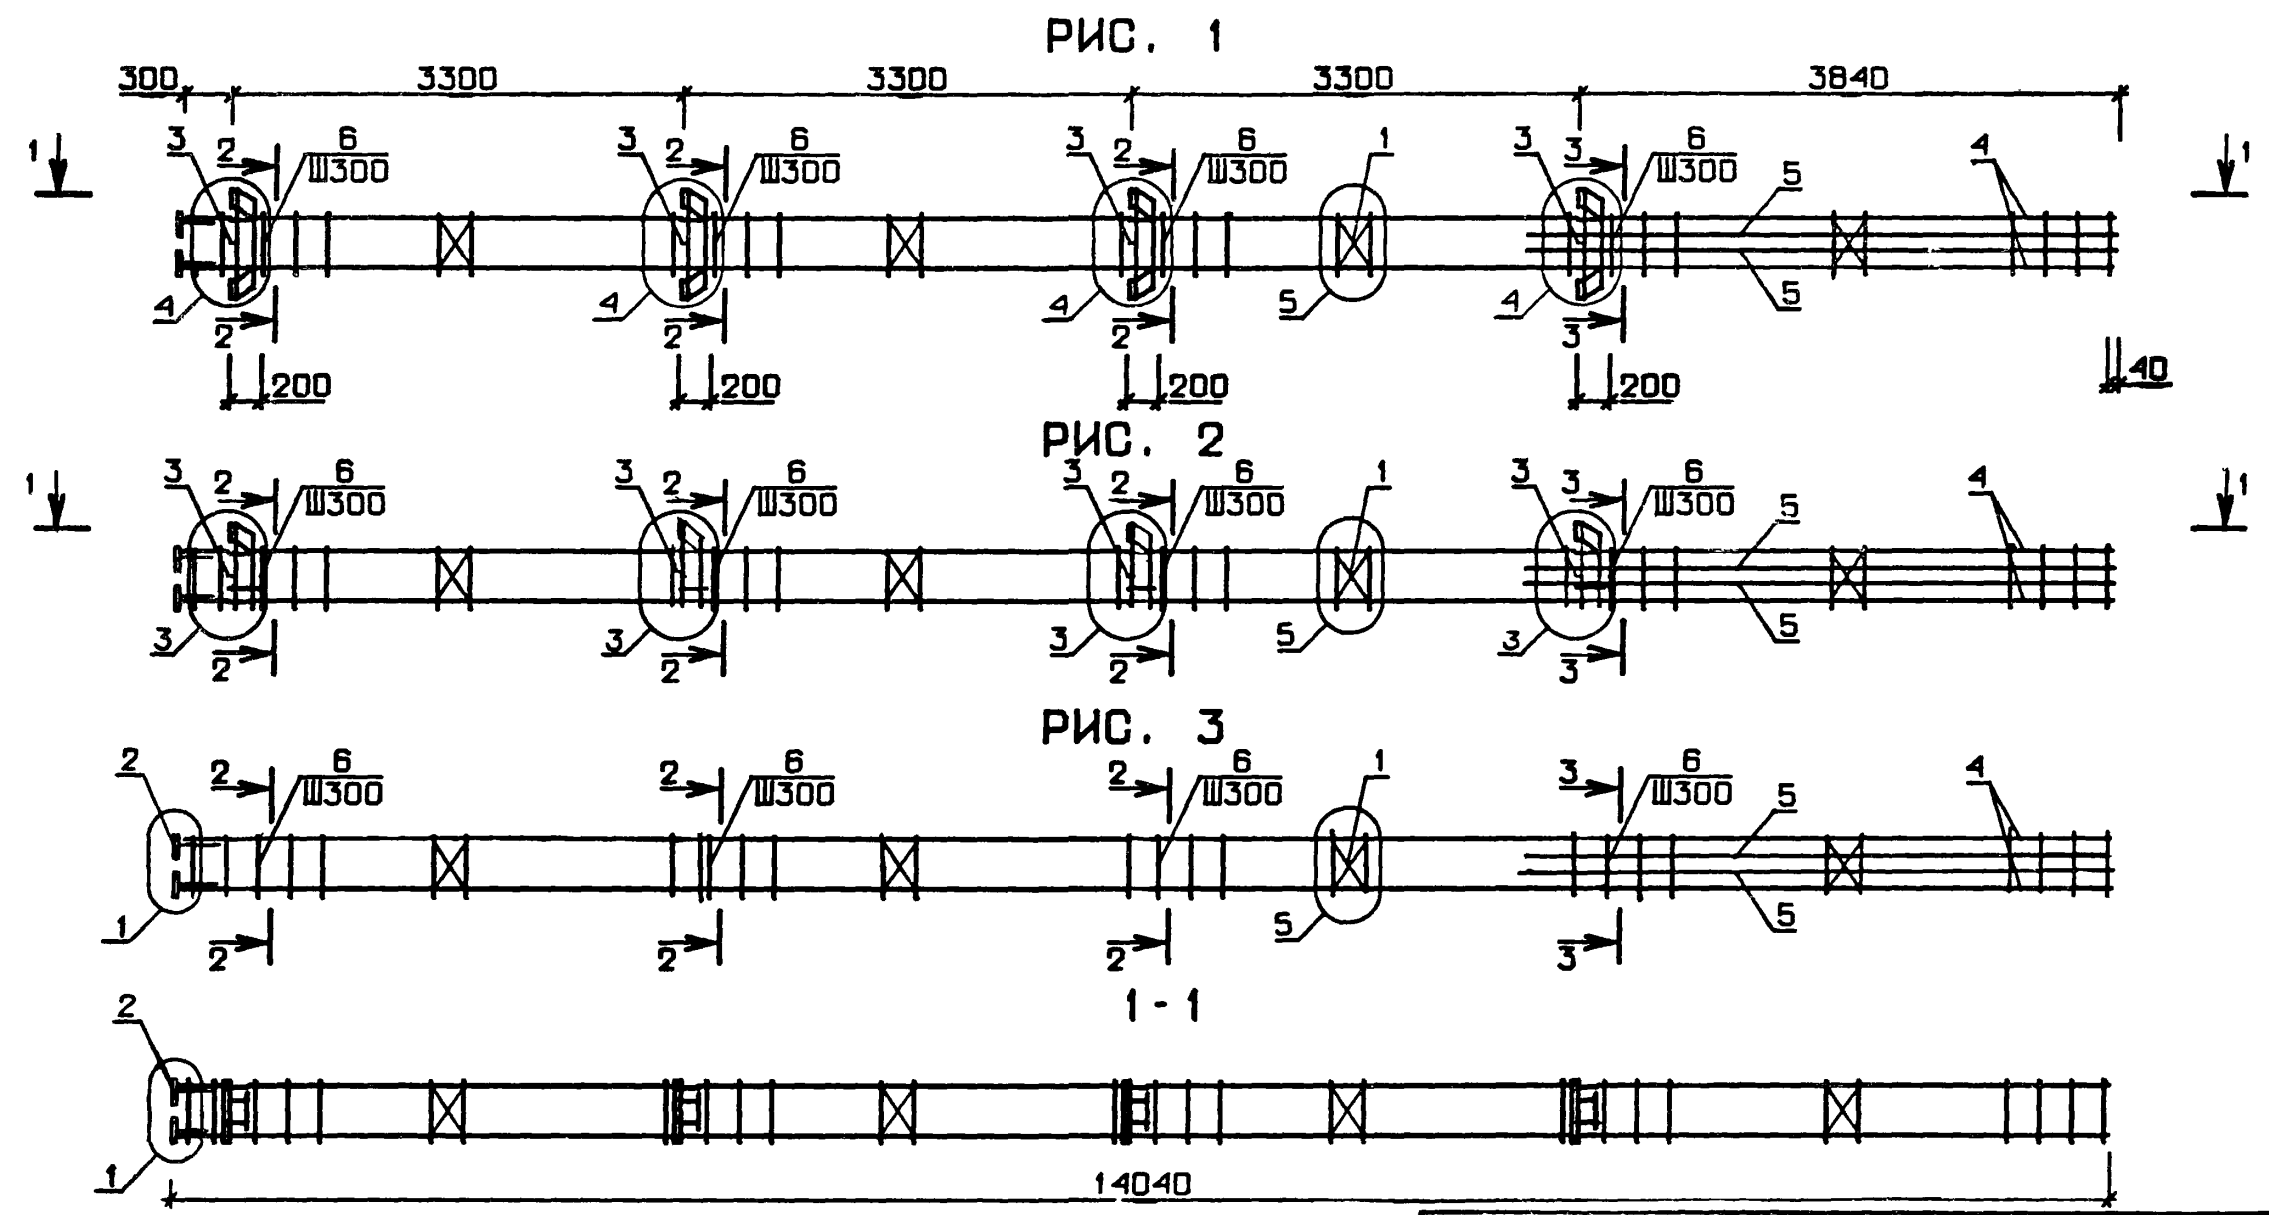 РИС. 1
300 3300 3300 3300 3840
1 3 2 6 3 2 6 3 2 6 1 3 3 6 4 1
Ш300 Ш300 Ш300 Ш300
5
4 4 4 5 4 5
2 2 2 3
200 200 200 200 40
РИС. 2
1 3 2 6 3 2 6 3 2 6 1 3 3 6 4 1
Ш300 Ш300 Ш300 Ш300 5
3 3 3 5 3 5
2 2 2 3
РИС. 3
2 2 6 2 6 2 6 1 3 6 4
Ш300 Ш300 Ш300 Ш300 5
1 5 5
2 2 2 3
1-1
2
1
14040